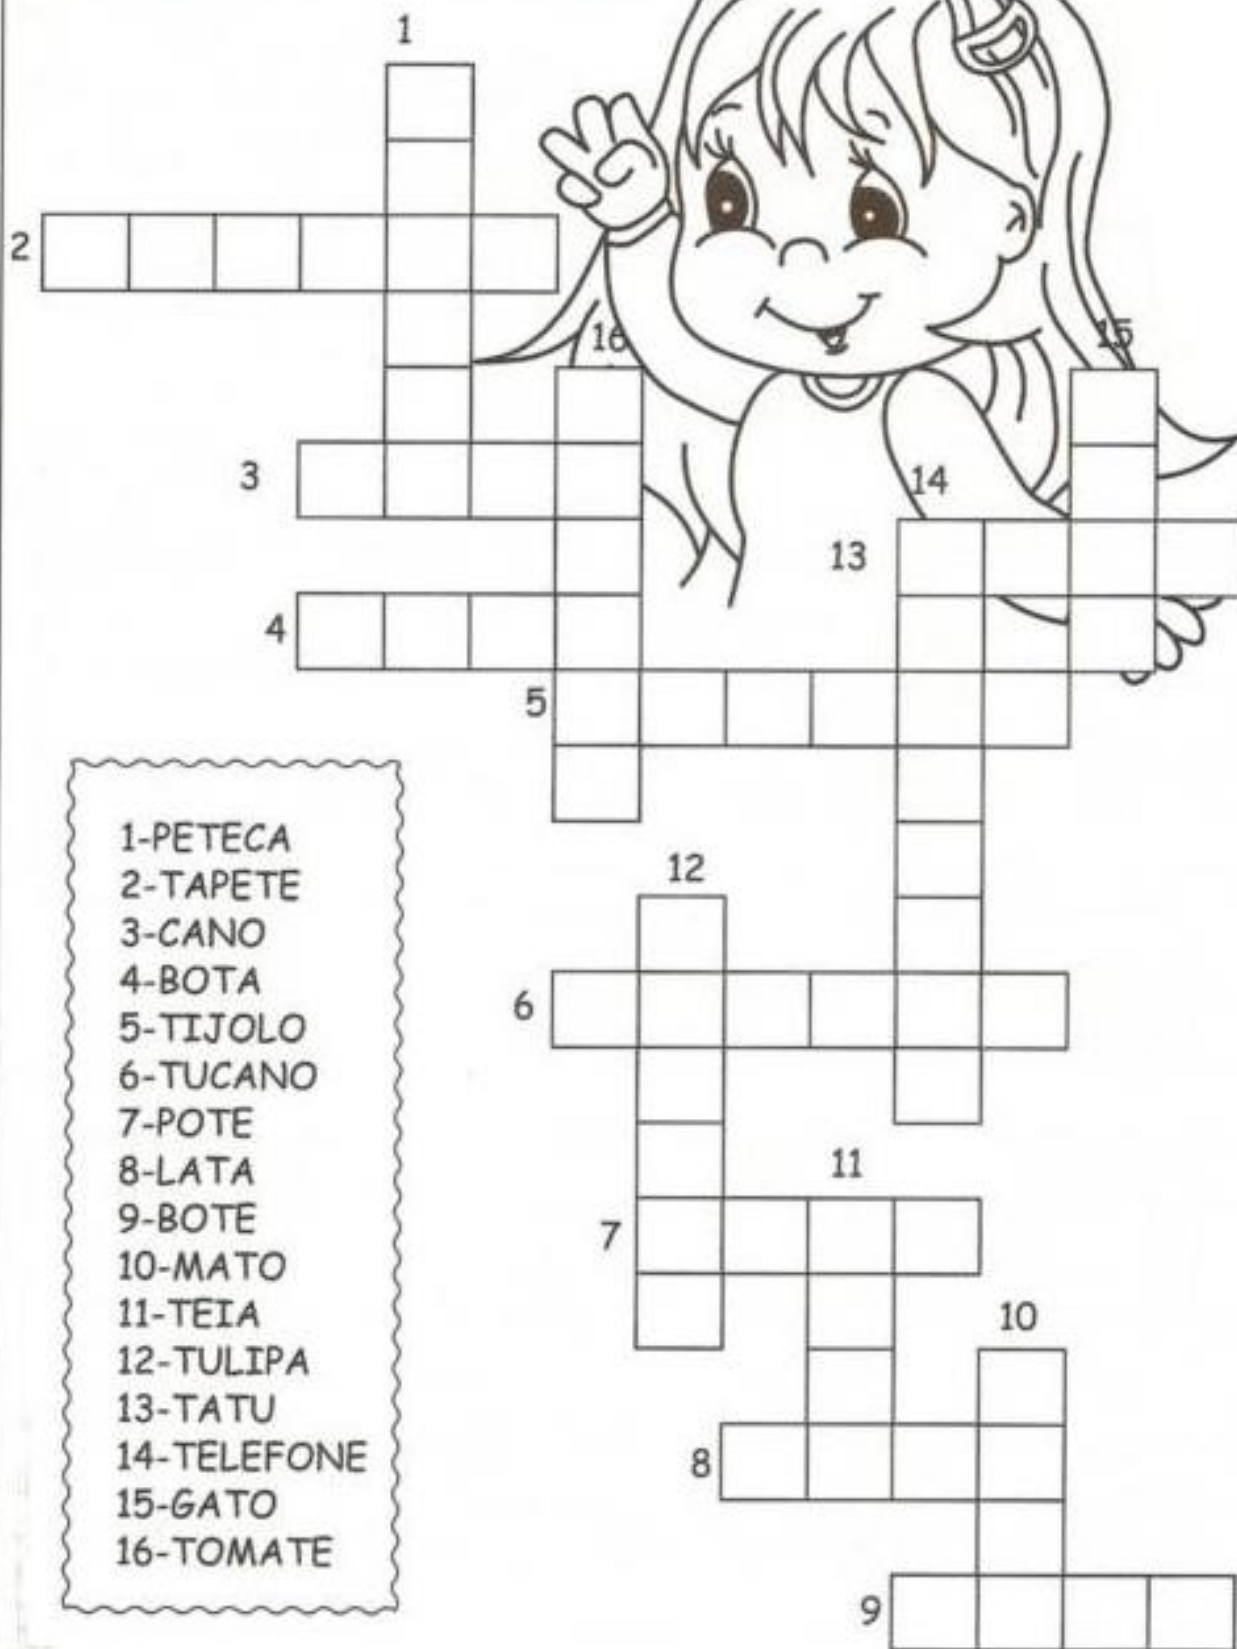 1
2
16
15
3
14
13
4
5
12
6
11
7
10
8
9
1-PETECA
2-TAPETE
3-CANO
4-BOTA
5-TIJOLO
6-TUCANO
7-POTE
8-LATA
9-BOTE
10-MATO
11-TEIA
12-TULIPA
13-TATU
14-TELEFONE
15-GATO
16-TOMATE